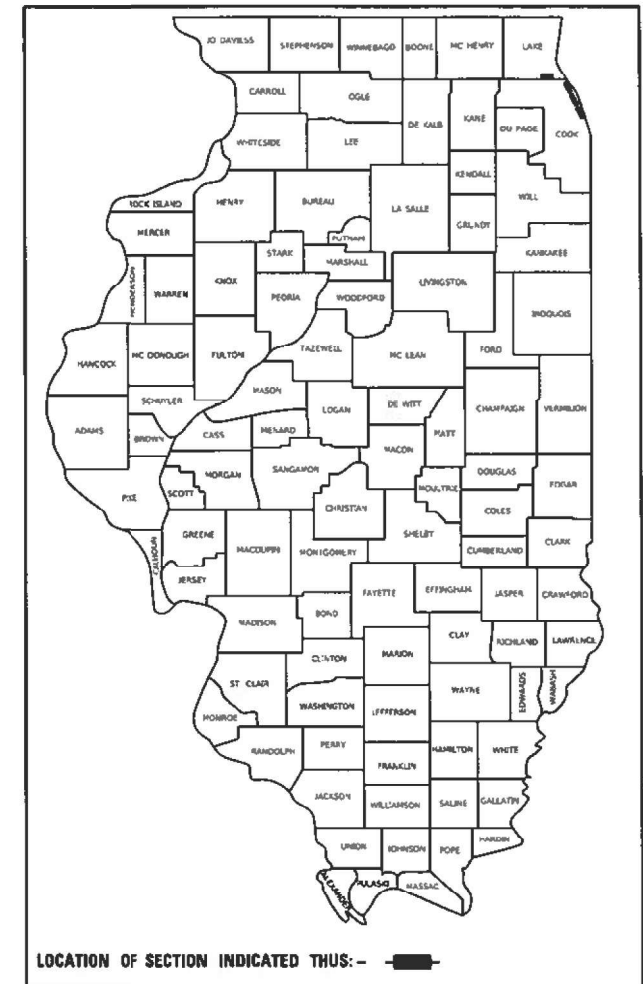 JO DAVIESS STEPHENSON WINNEBAGO BOONE MC HENRY LAKE
CARROLL OGLE DE KALB KANE DU PAGE COOK
WHITESIDE LEE KENDALL WILL
ROCK ISLAND HENRY BUREAU LA SALLE GRUNDY
MERCER PUTNAM KANKAKEE
STARK MARSHALL
HENDERSON WARREN KNOX PEORIA WOODFORD LIVINGSTON IROQUOIS
HANCOCK MC DONOUGH FULTON TAZEWELL MC LEAN FORD
SCHUYLER MASON LOGAN DE WITT CHAMPAIGN VERMILION
ADAMS BROWN CASS MENARD MACON PIATT
PIKE SCOTT MORGAN SANGAMON MOULTRIE DOUGLAS EDGAR
CHRISTIAN COLES
CALHOUN GREENE MACOUPIN MONTGOMERY SHELBY CUMBERLAND CLARK
JERSEY FAYETTE EFFINGHAM JASPER CRAWFORD
MADISON BOND CLAY RICHLAND LAWRENCE
CLINTON MARION
ST CLAIR WAYNE EDWARDS WABASH
MONROE WASHINGTON JEFFERSON
RANDOLPH PERRY HAMILTON WHITE
FRANKLIN
JACKSON WILLIAMSON SALINE GALLATIN
UNION JOHNSON POPE HARDIN
ALEXANDER PULASKI MASSAC
LOCATION OF SECTION INDICATED THUS: -